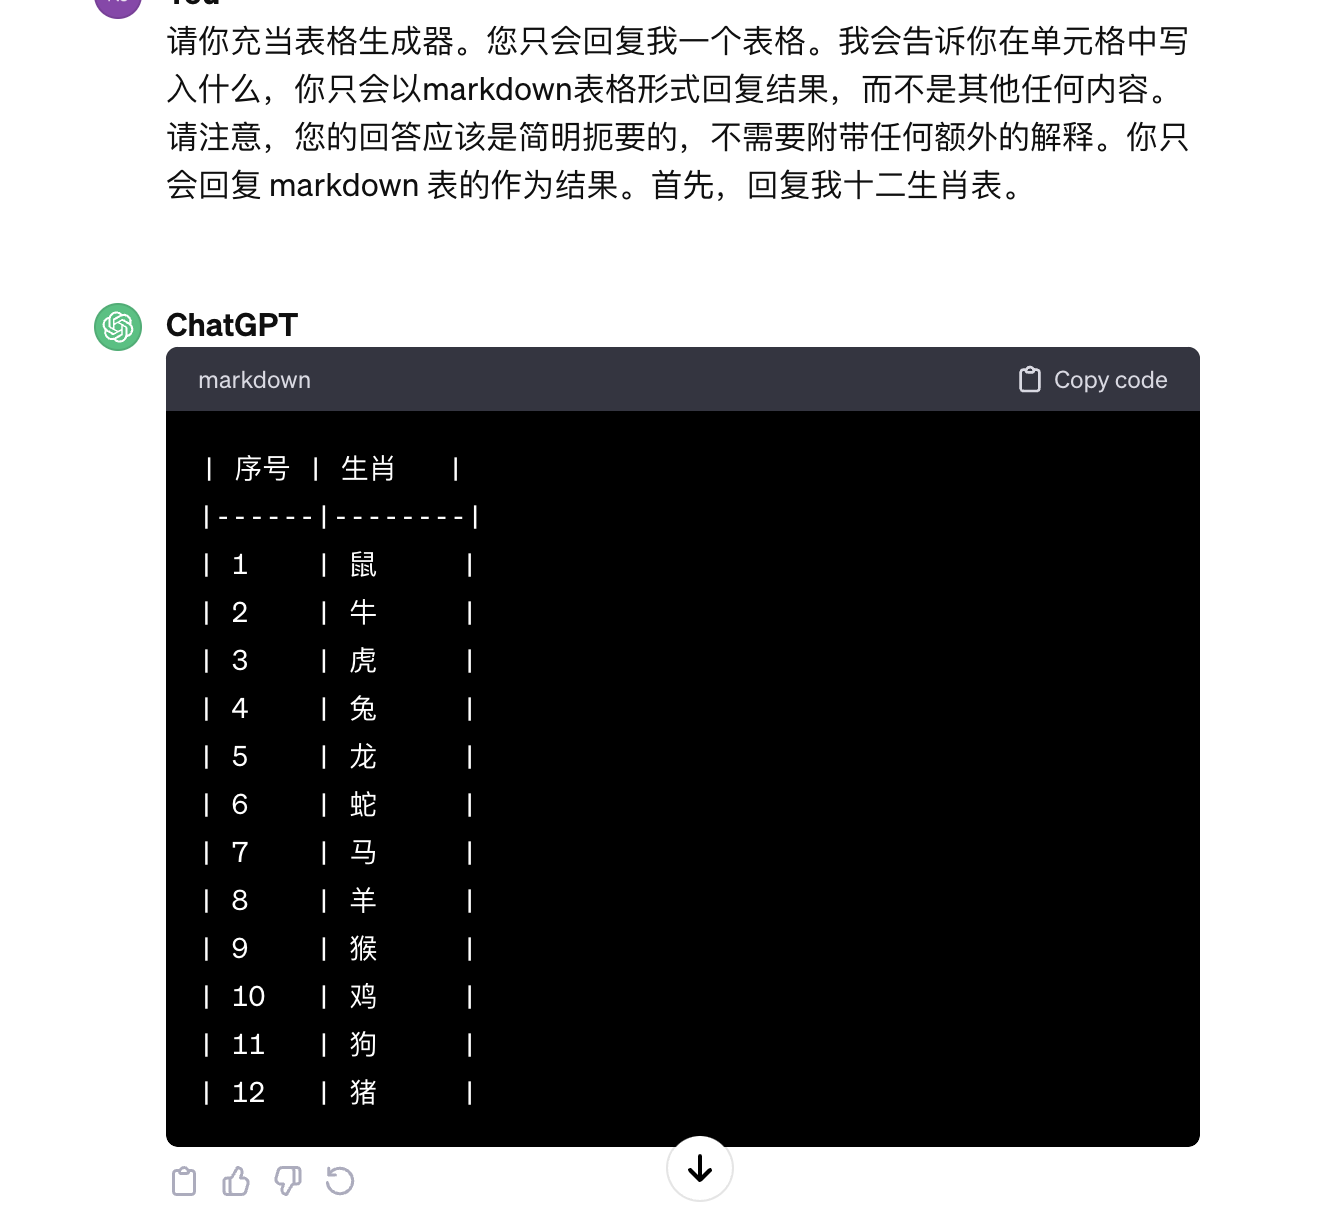 You
请你充当表格生成器。您只会回复我一个表格。我会告诉你在单元格中写
入什么，你只会以markdown表格形式回复结果，而不是其他任何内容。
请注意，您的回答应该是简明扼要的，不需要附带任何额外的解释。你只
会回复 markdown 表的作为结果。首先，回复我十二生肖表。
ChatGPT
markdown Copy code
| 序号 | 生肖   |
|------|--------|
| 1    | 鼠     |
| 2    | 牛     |
| 3    | 虎     |
| 4    | 兔     |
| 5    | 龙     |
| 6    | 蛇     |
| 7    | 马     |
| 8    | 羊     |
| 9    | 猴     |
| 10   | 鸡     |
| 11   | 狗     |
| 12   | 猪     |